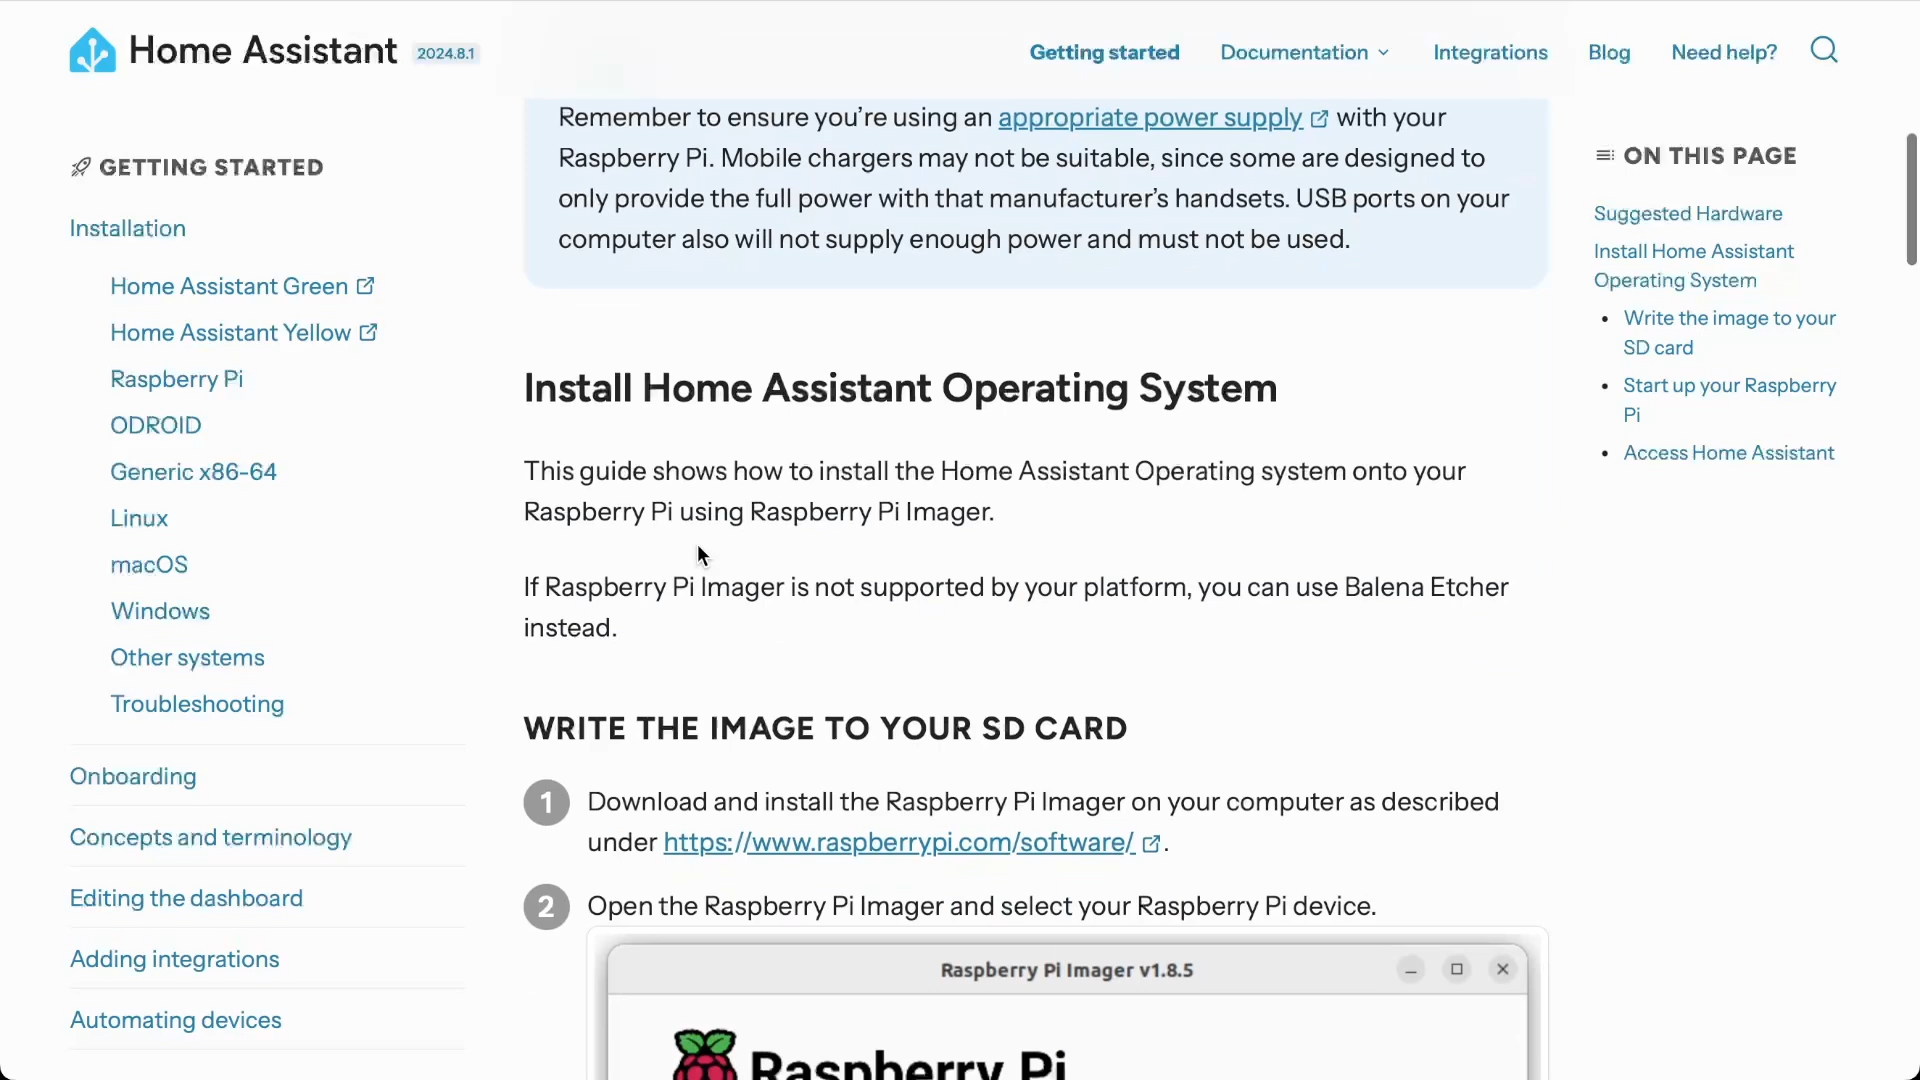 Home Assistant 2024.8.1
Getting started
Documentation
Integrations
Blog
Need help?
GETTING STARTED
Installation
Home Assistant Green
Home Assistant Yellow
Raspberry Pi
ODROID
Generic x86-64
Linux
macOS
Windows
Other systems
Troubleshooting
Onboarding
Concepts and terminology
Editing the dashboard
Adding integrations
Automating devices
Remember to ensure you’re using an appropriate power supply with your
Raspberry Pi. Mobile chargers may not be suitable, since some are designed to
only provide the full power with that manufacturer’s handsets. USB ports on your
computer also will not supply enough power and must not be used.
Install Home Assistant Operating System
This guide shows how to install the Home Assistant Operating system onto your
Raspberry Pi using Raspberry Pi Imager.
If Raspberry Pi Imager is not supported by your platform, you can use Balena Etcher
instead.
WRITE THE IMAGE TO YOUR SD CARD
1 Download and install the Raspberry Pi Imager on your computer as described
under https://www.raspberrypi.com/software/ .
2 Open the Raspberry Pi Imager and select your Raspberry Pi device.
Raspberry Pi Imager v1.8.5
Raspberry Pi
ON THIS PAGE
Suggested Hardware
Install Home Assistant
Operating System
• Write the image to your
SD card
• Start up your Raspberry
Pi
• Access Home Assistant